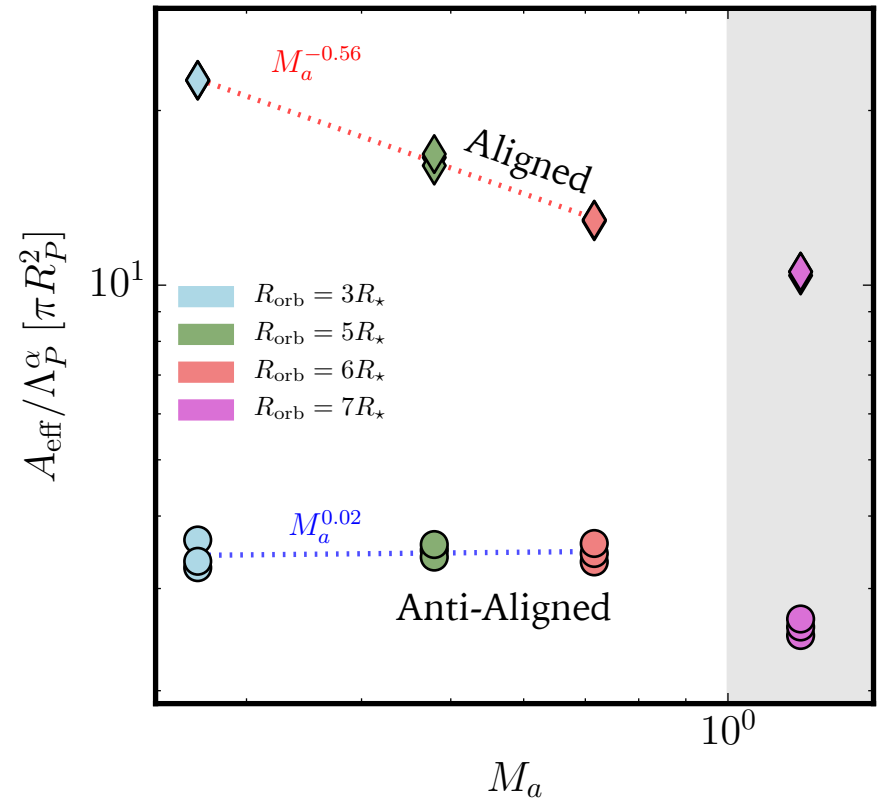 M_a^{-0.56}
Aligned
A_eff/Λ_P^α [πR_P^2]
10^1
R_orb = 3R_⋆
R_orb = 5R_⋆
R_orb = 6R_⋆
R_orb = 7R_⋆
M_a^{0.02}
Anti-Aligned
10^0
M_a